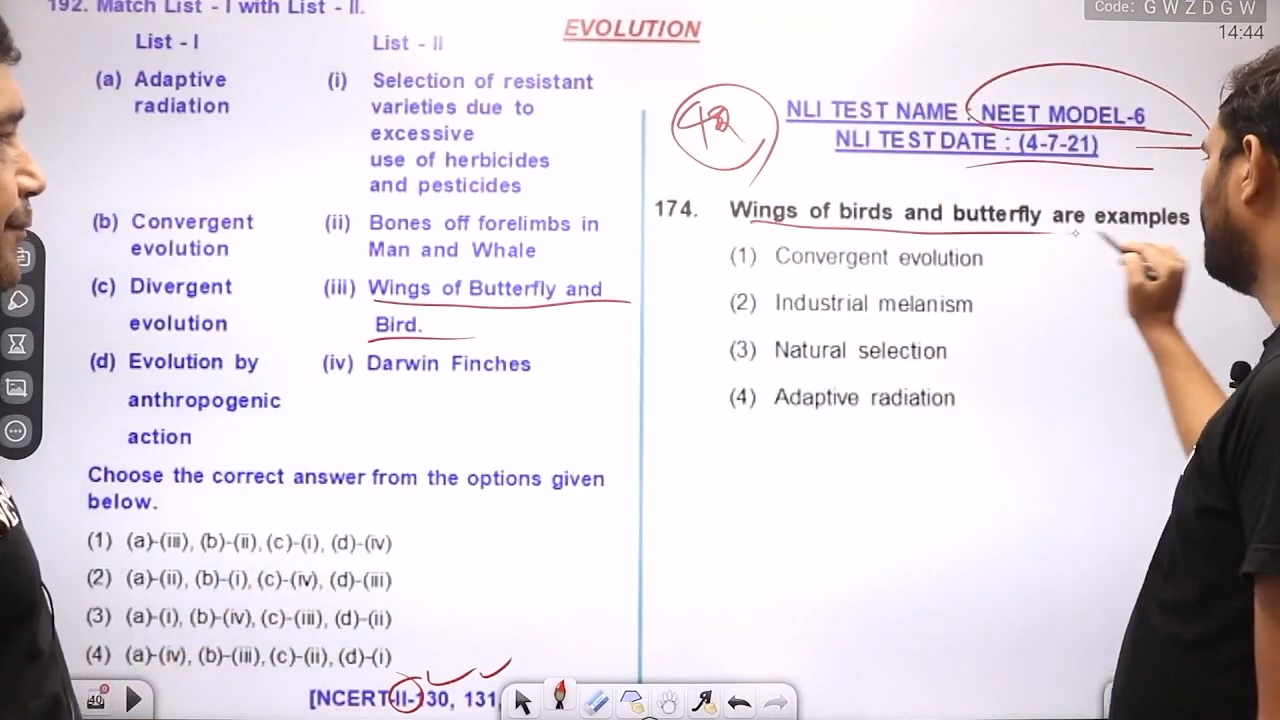 192. Match List - I with List - II.
EVOLUTION
Code: G W Z D G W
14:44
List - I
List - II
(a) Adaptive radiation
(i) Selection of resistant varieties due to excessive use of herbicides and pesticides
(b) Convergent evolution
(ii) Bones off forelimbs in Man and Whale
(c) Divergent evolution
(iii) Wings of Butterfly and Bird.
(d) Evolution by anthropogenic action
(iv) Darwin Finches
Choose the correct answer from the options given
below.
(1) (a)-(iii), (b)-(ii), (c)-(i), (d)-(iv)
(2) (a)-(ii), (b)-(i), (c)-(iv), (d)-(iii)
(3) (a)-(i), (b)-(iv), (c)-(iii), (d)-(ii)
(4) (a)-(iv), (b)-(iii), (c)-(ii), (d)-(i)
[NCERT-II-130, 131,
NLI TEST NAME : NEET MODEL-6
NLI TEST DATE : (4-7-21)
174. Wings of birds and butterfly are examples
(1) Convergent evolution
(2) Industrial melanism
(3) Natural selection
(4) Adaptive radiation
40